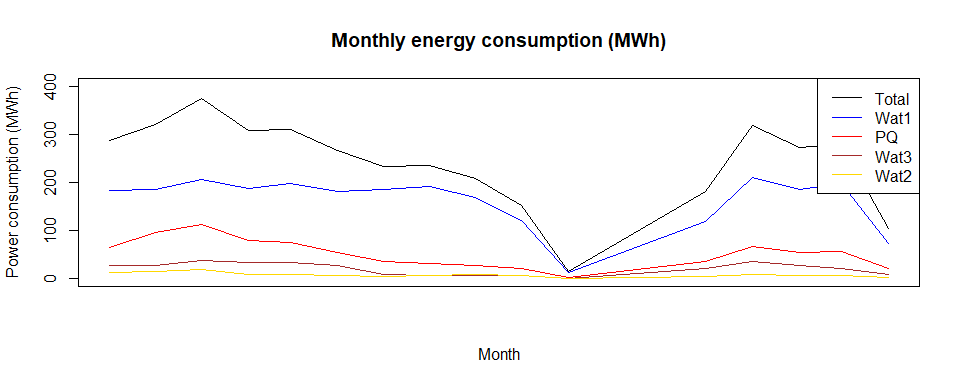 Monthly energy consumption (MWh)
Power consumption (MWh)
400
300
200
100
0
Total
Wat1
PQ
Wat3
Wat2
Month